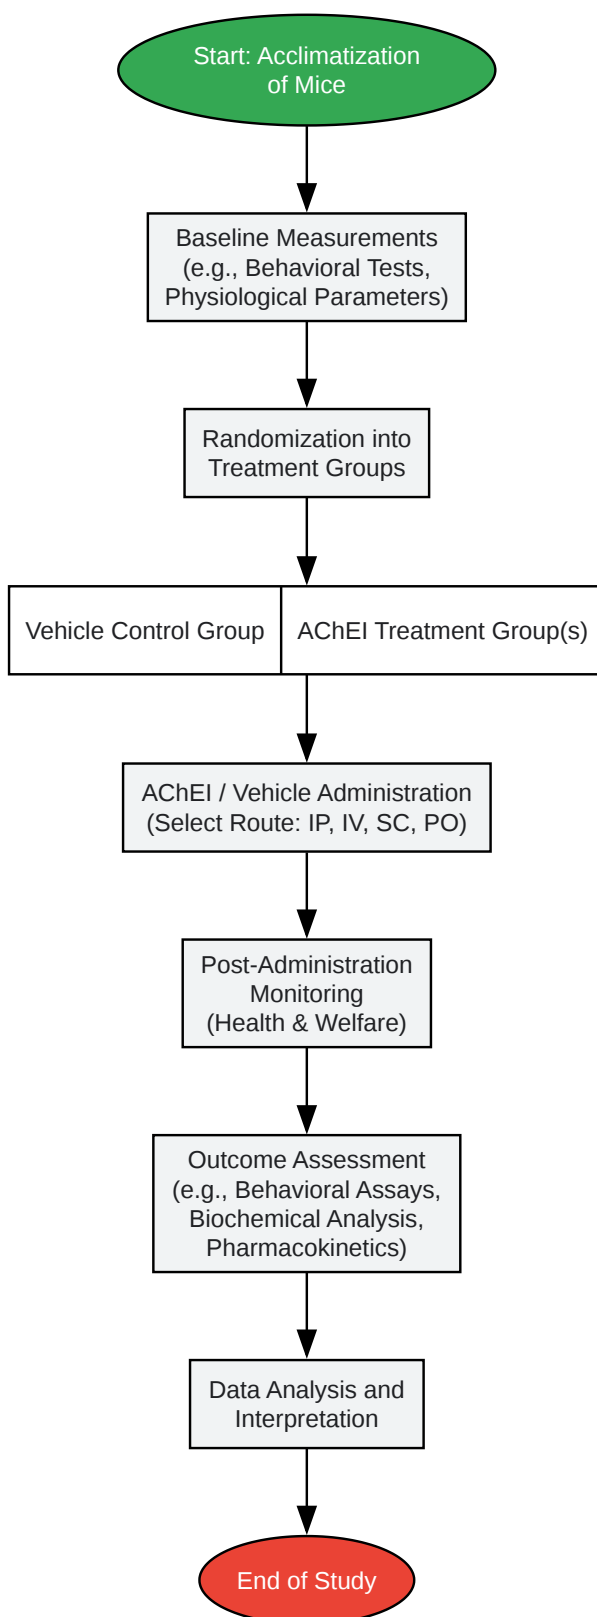 Start: Acclimatization
of Mice
Baseline Measurements
(e.g., Behavioral Tests,
Physiological Parameters)
Randomization into
Treatment Groups
Vehicle Control Group
AChEI Treatment Group(s)
AChEI / Vehicle Administration
(Select Route: IP, IV, SC, PO)
Post-Administration
Monitoring
(Health & Welfare)
Outcome Assessment
(e.g., Behavioral Assays,
Biochemical Analysis,
Pharmacokinetics)
Data Analysis and
Interpretation
End of Study